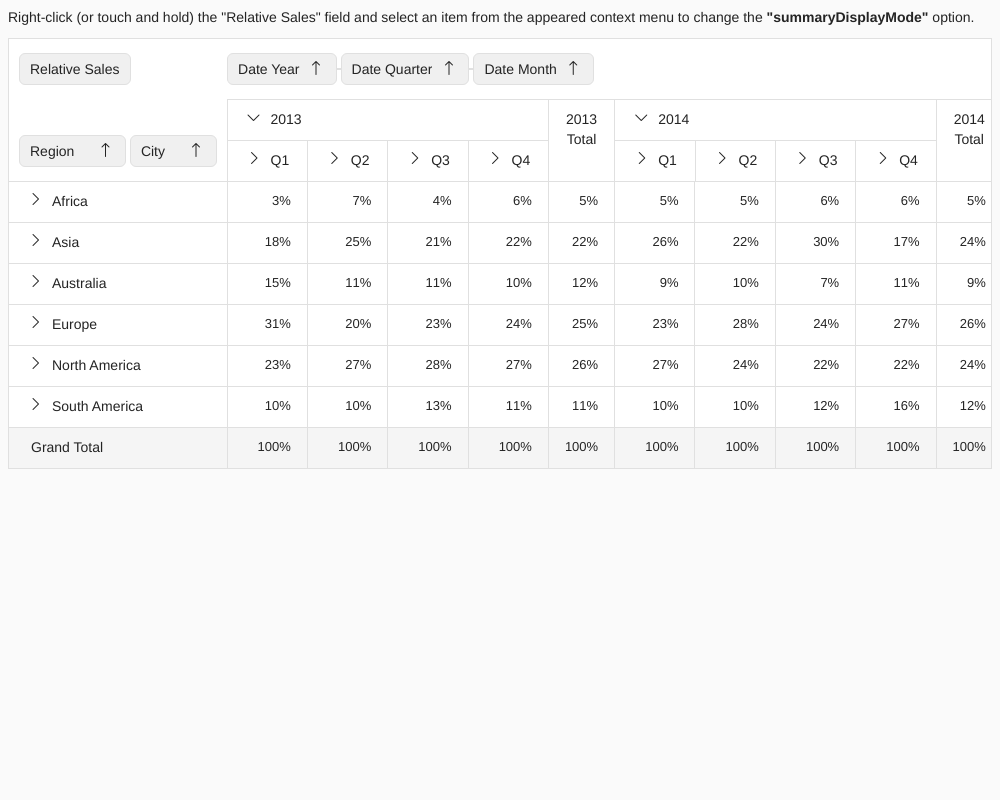 Right-click (or touch and hold) the "Relative Sales" field and select an item from the appeared context menu to change the "summaryDisplayMode" option.
Relative Sales
Date Year Date Quarter Date Month
Region City
2013 2013 Total 2014 2014 Total
Q1 Q2 Q3 Q4 Q1 Q2 Q3 Q4
Africa 3% 7% 4% 6% 5% 5% 5% 6% 6% 5%
Asia 18% 25% 21% 22% 22% 26% 22% 30% 17% 24%
Australia 15% 11% 11% 10% 12% 9% 10% 7% 11% 9%
Europe 31% 20% 23% 24% 25% 23% 28% 24% 27% 26%
North America 23% 27% 28% 27% 26% 27% 24% 22% 22% 24%
South America 10% 10% 13% 11% 11% 10% 10% 12% 16% 12%
Grand Total 100% 100% 100% 100% 100% 100% 100% 100% 100% 100%